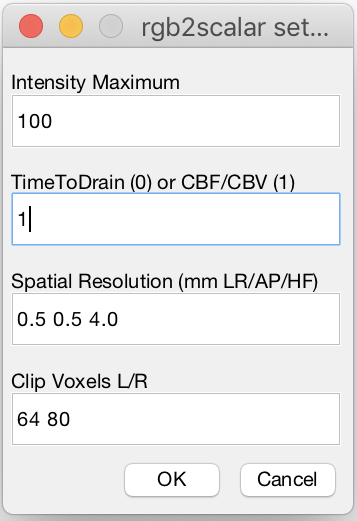 rgb2scalar set...
Intensity Maximum
100
TimeToDrain (0) or CBF/CBV (1)
1
Spatial Resolution (mm LR/AP/HF)
0.5 0.5 4.0
Clip Voxels L/R
64 80
OK Cancel